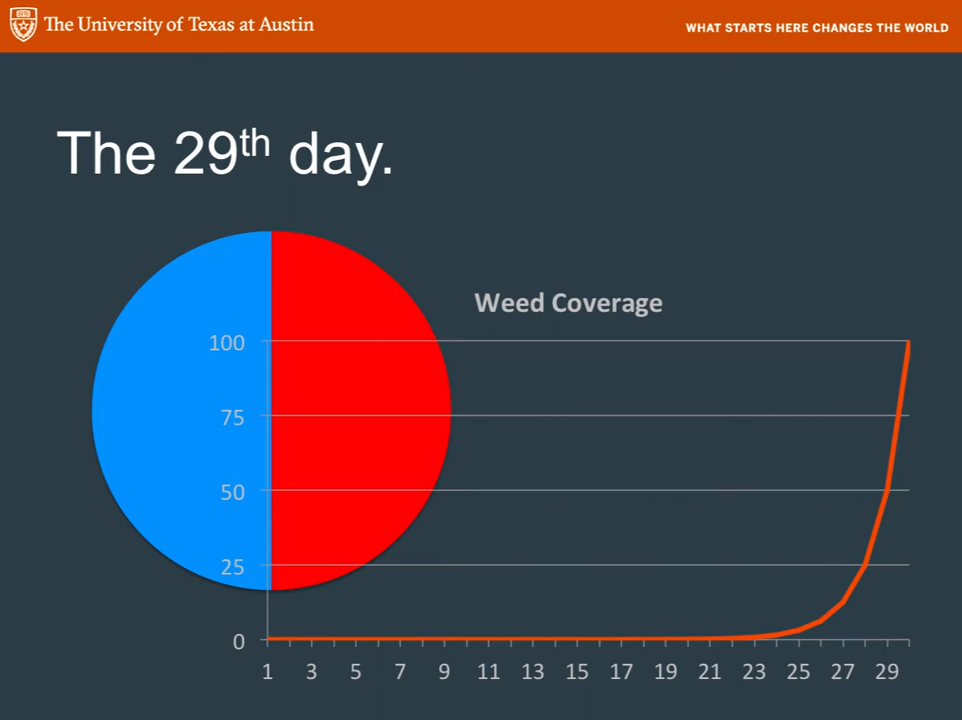 The University of Texas at Austin
WHAT STARTS HERE CHANGES THE WORLD
The 29th day.
Weed Coverage
100
75
50
25
0
1 3 5 7 9 11 13 15 17 19 21 23 25 27 29